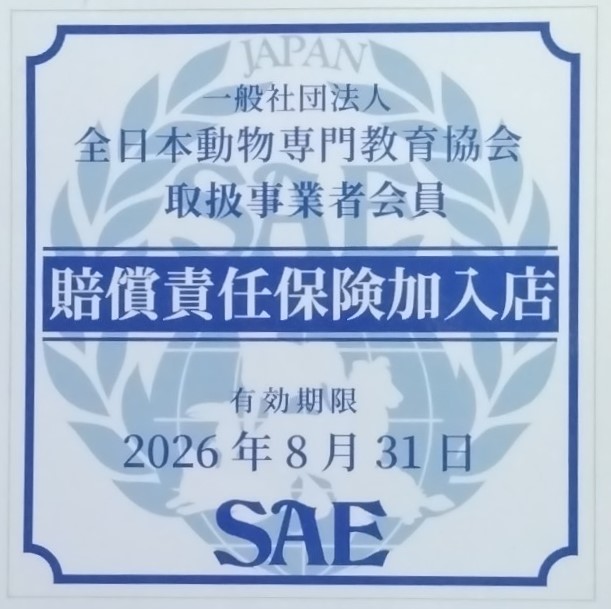 JAPAN
一般社団法人
全日本動物専門教育協会
取扱事業者会員
SAE
賠償責任保険加入店
有効期限
2026年8月31日
SAE